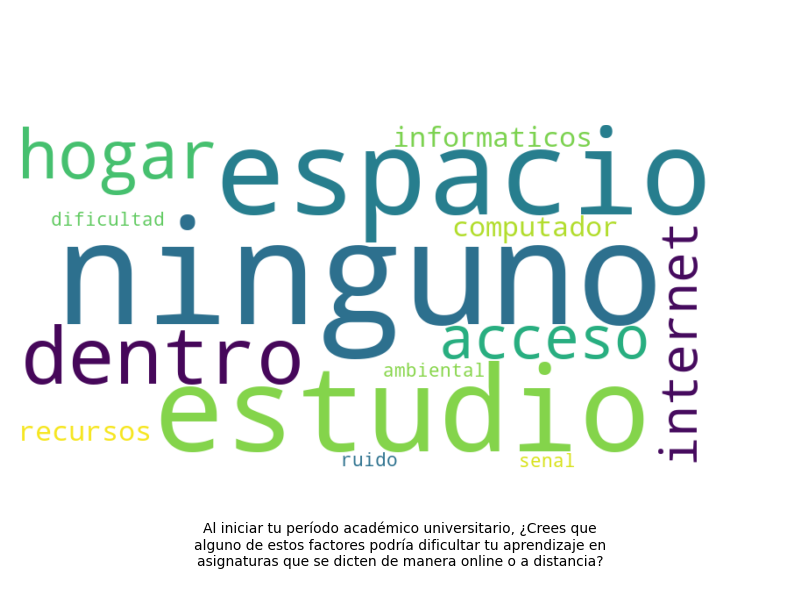 hogar
informaticos
espacio
dificultad
computador
ninguno
internet
dentro
acceso
ambiental
estudio
recursos
ruido
senal
Al iniciar tu período académico universitario, ¿Crees que
alguno de estos factores podría dificultar tu aprendizaje en
asignaturas que se dicten de manera online o a distancia?